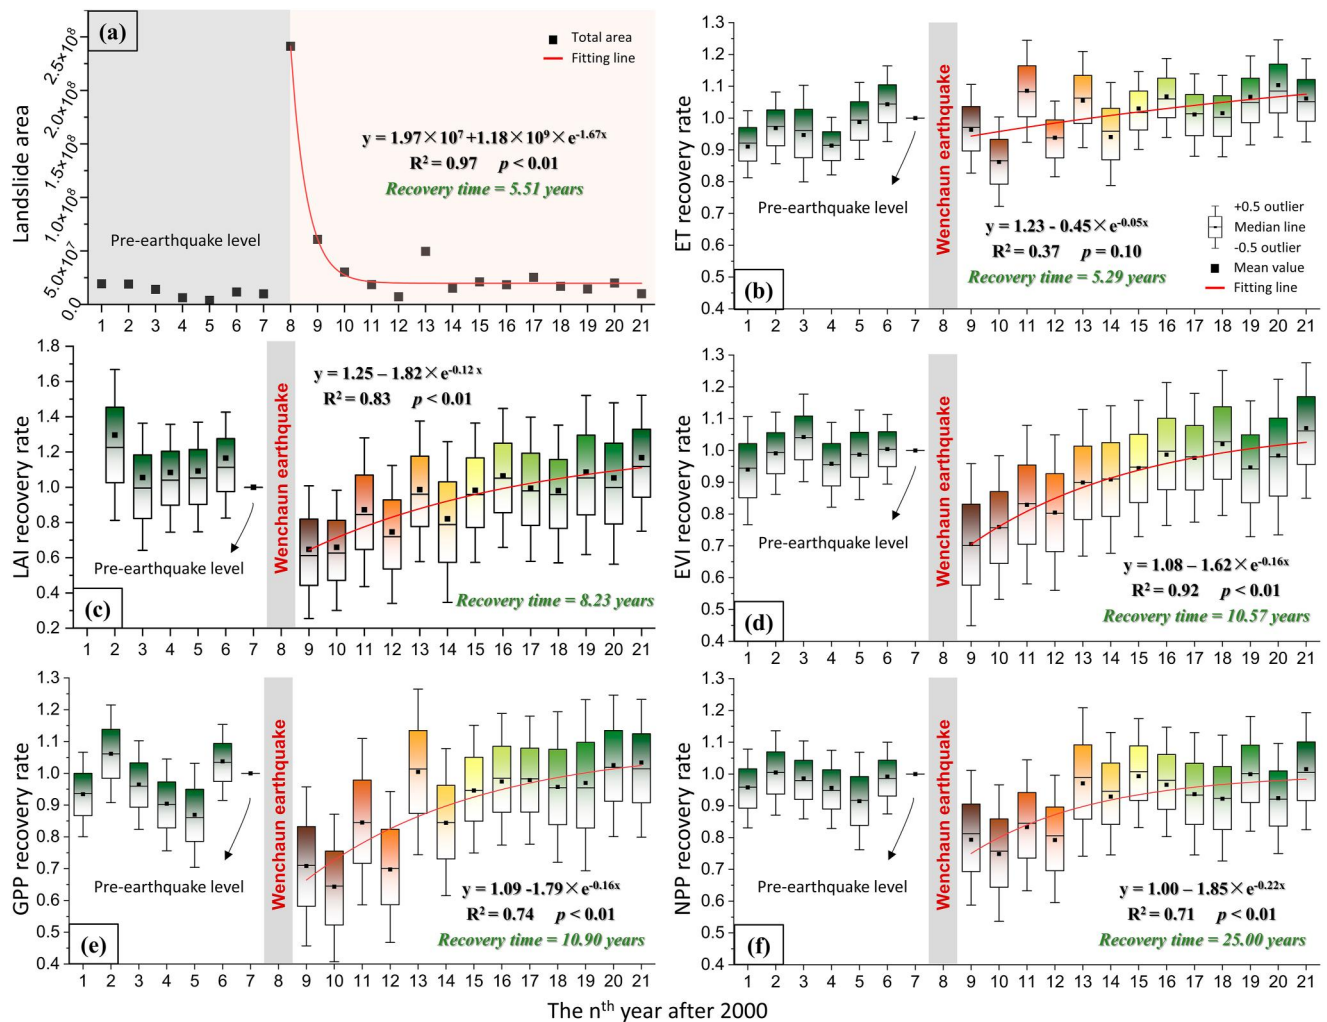 (a)
Landslide area
2.5×10⁸
2.0×10⁸
1.5×10⁸
1.0×10⁸
5.0×10⁷
0.0
Total area
Fitting line
y = 1.97×10⁷ +1.18×10⁹×e^-1.67x
R² = 0.97 p < 0.01
Recovery time = 5.51 years
Pre-earthquake level
1 2 3 4 5 6 7 8 9 10 11 12 13 14 15 16 17 18 19 20 21
ET recovery rate
1.3
1.2
1.1
1.0
0.9
0.8
0.7
0.6
0.5
0.4
Pre-earthquake level
Wenchaun earthquake
+0.5 outlier
Median line
-0.5 outlier
Mean value
Fitting line
y = 1.23 - 0.45×e^-0.05x
R² = 0.37 p = 0.10
Recovery time = 5.29 years
(b)
1 2 3 4 5 6 7 8 9 10 11 12 13 14 15 16 17 18 19 20 21
LAI recovery rate
1.8
1.6
1.4
1.2
1.0
0.8
0.6
0.4
0.2
Wenchaun earthquake
y = 1.25 – 1.82×e^-0.12 x
R² = 0.83 p < 0.01
Pre-earthquake level
Recovery time = 8.23 years
(c)
1 2 3 4 5 6 7 8 9 10 11 12 13 14 15 16 17 18 19 20 21
EVI recovery rate
1.3
1.2
1.1
1.0
0.9
0.8
0.7
0.6
0.5
0.4
Wenchaun earthquake
Pre-earthquake level
y = 1.08 – 1.62×e^-0.16x
R² = 0.92 p < 0.01
Recovery time = 10.57 years
(d)
1 2 3 4 5 6 7 8 9 10 11 12 13 14 15 16 17 18 19 20 21
GPP recovery rate
1.3
1.2
1.1
1.0
0.9
0.8
0.7
0.6
0.5
0.4
Wenchaun earthquake
Pre-earthquake level
y = 1.09 -1.79×e^-0.16x
R² = 0.74 p < 0.01
Recovery time = 10.90 years
(e)
1 2 3 4 5 6 7 8 9 10 11 12 13 14 15 16 17 18 19 20 21
NPP recovery rate
1.3
1.2
1.1
1.0
0.9
0.8
0.7
0.6
0.5
0.4
Wenchaun earthquake
Pre-earthquake level
y = 1.00 – 1.85×e^-0.22x
R² = 0.71 p < 0.01
Recovery time = 25.00 years
(f)
1 2 3 4 5 6 7 8 9 10 11 12 13 14 15 16 17 18 19 20 21
The nᵗʰ year after 2000